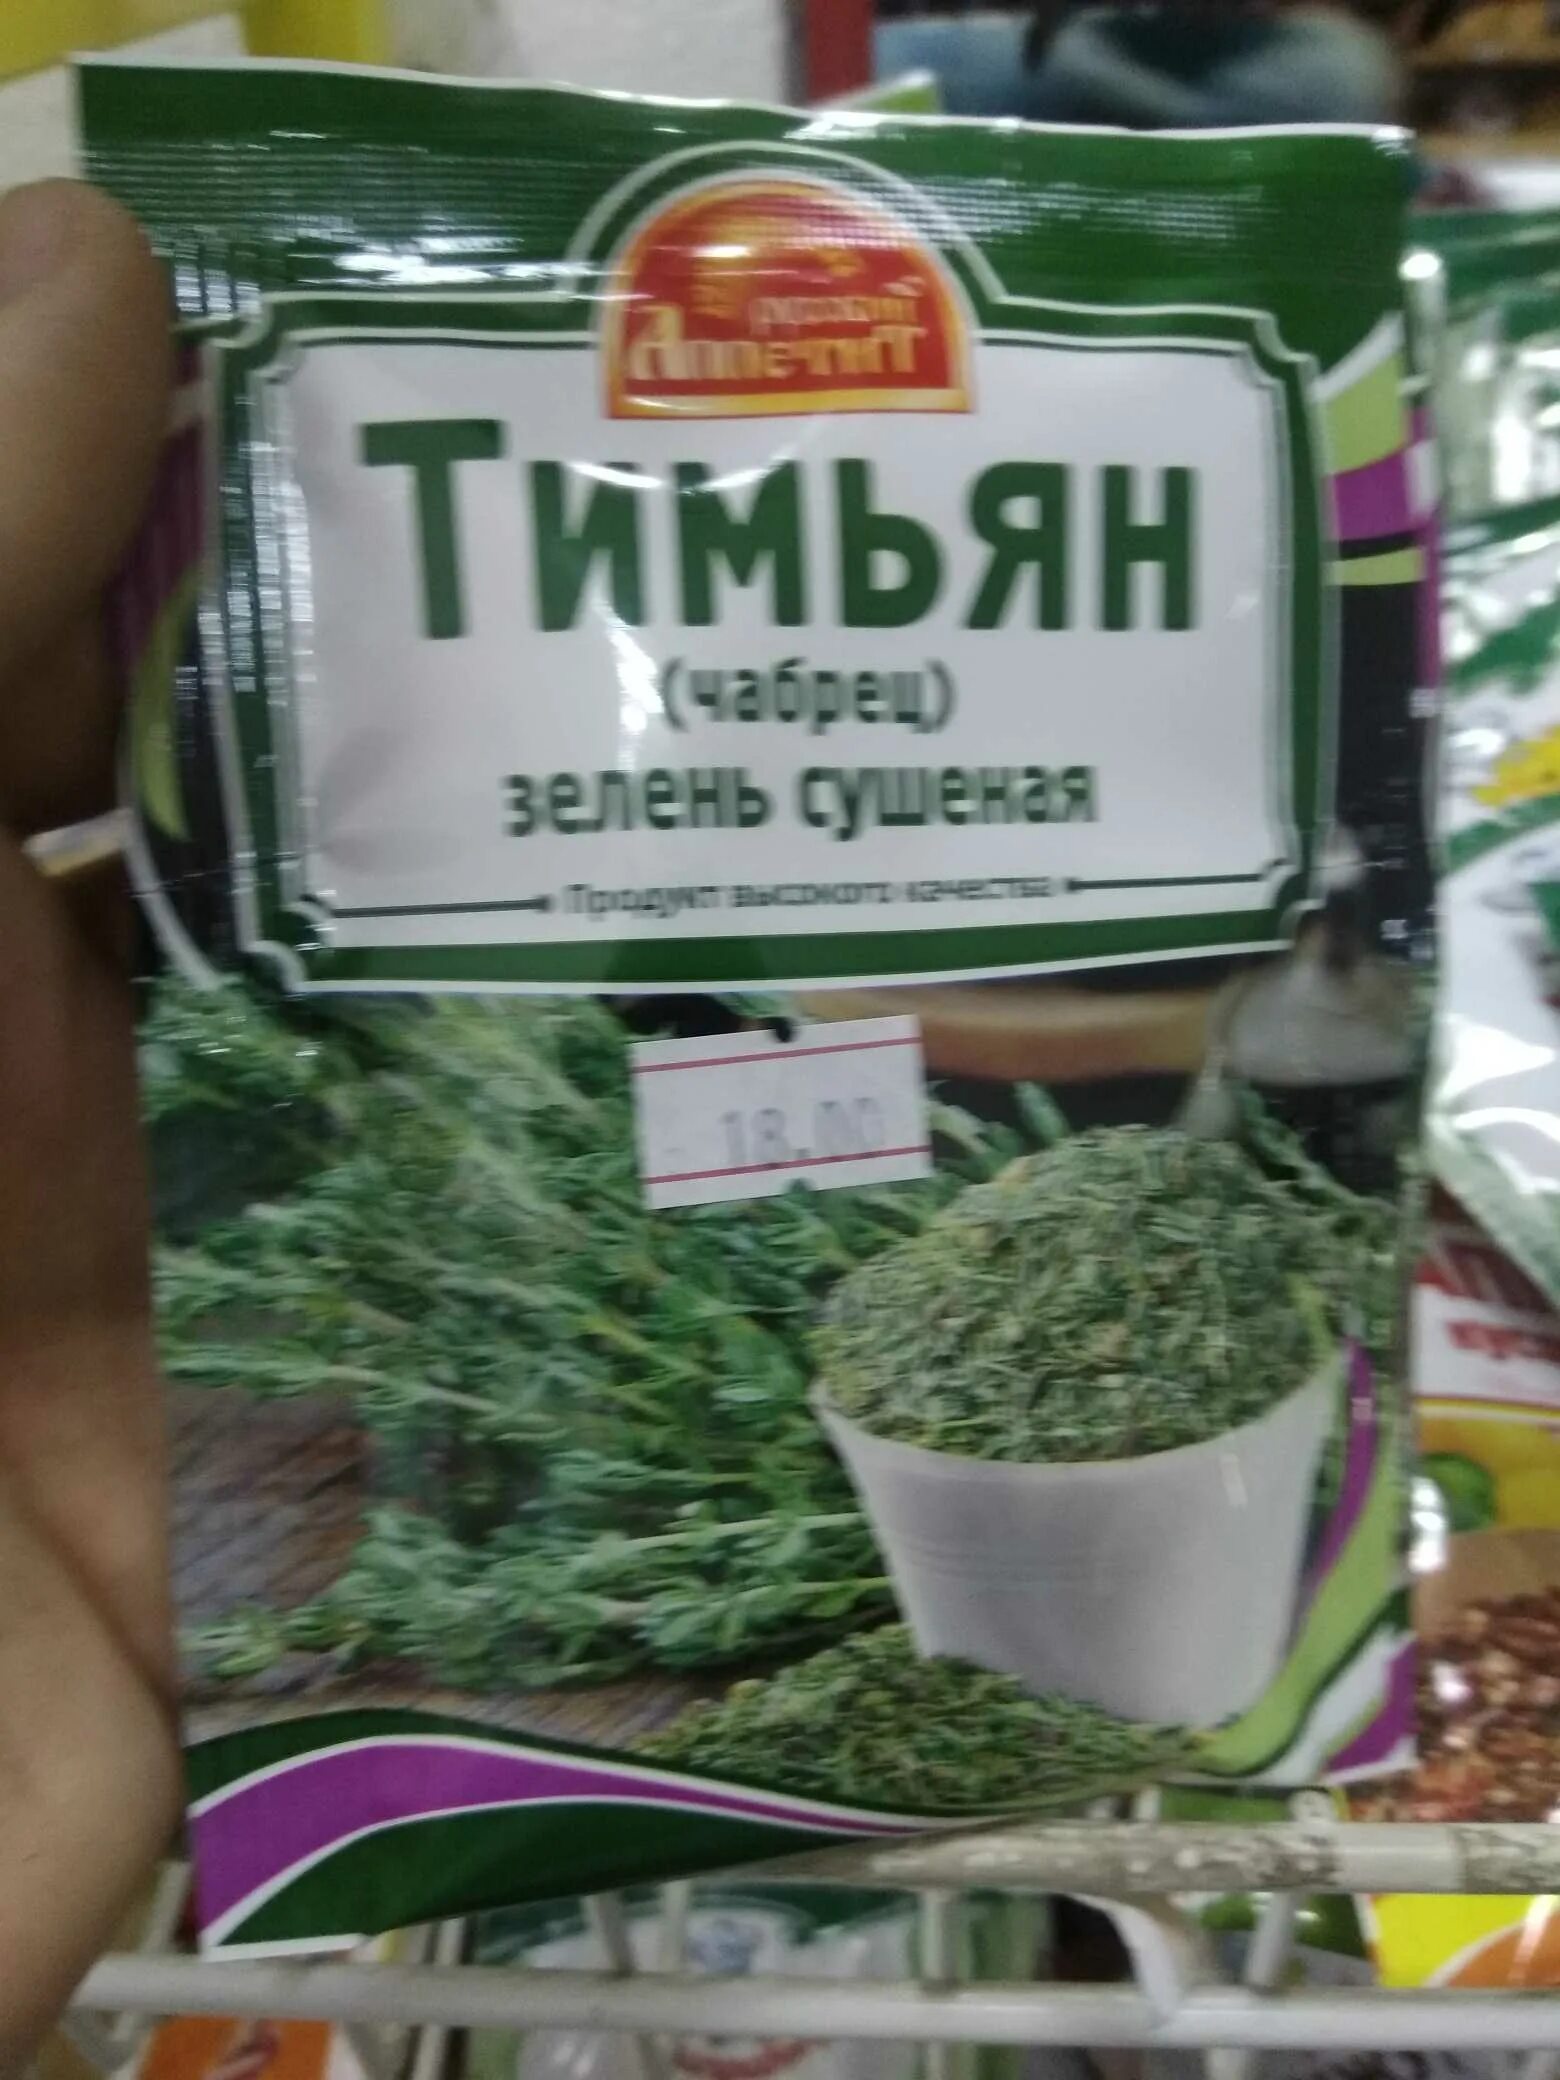 русский
Аппетит
Тимьян
(чабрец)
зелень сушеная
Продукт высокого качества
18.00